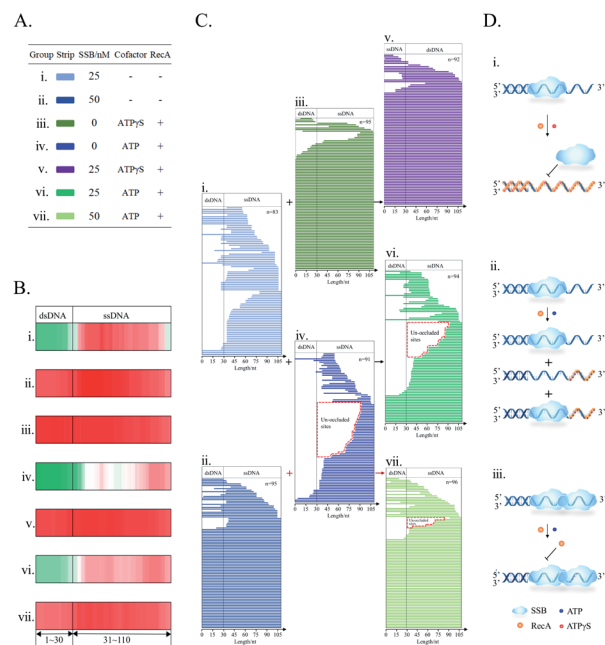 A.
Group Strip SSB/nM Cofactor RecA
i. 25 - -
ii. 50 - -
iii. 0 ATPγS +
iv. 0 ATP +
v. 25 ATPγS +
vi. 25 ATP +
vii. 50 ATP +
B.
dsDNA ssDNA
i.
ii.
iii.
iv.
v.
vi.
vii.
1~30 31~110
C.
i.
dsDNA ssDNA
n=83
0 15 30 45 60 75 90 105
Length/nt
+
iii.
dsDNA ssDNA
n=95
0 15 30 45 60 75 90 105
Length/nt
v.
ssDNA dsDNA
n=92
0 15 30 45 60 75 90 105
Length/nt
+
iv.
dsDNA ssDNA
n=91
Un-occluded
sites
0 15 30 45 60 75 90 105
Length/nt
vi.
dsDNA ssDNA
n=94
Un-occluded
sites
0 15 30 45 60 75 90 105
Length/nt
ii.
dsDNA ssDNA
n=95
0 15 30 45 60 75 90 105
Length/nt
+
vii.
dsDNA ssDNA
n=96
Un-occluded
sites
0 15 30 45 60 75 90 105
Length/nt
D.
i.
5' 3'
3'
5' 3'
3'
ii.
5' 3'
3'
5' 3'
3'
+
5' 3'
3'
+
5' 3'
3'
iii.
5' 3'
3'
5' 3'
3'
SSB ATP
RecA ATPγS